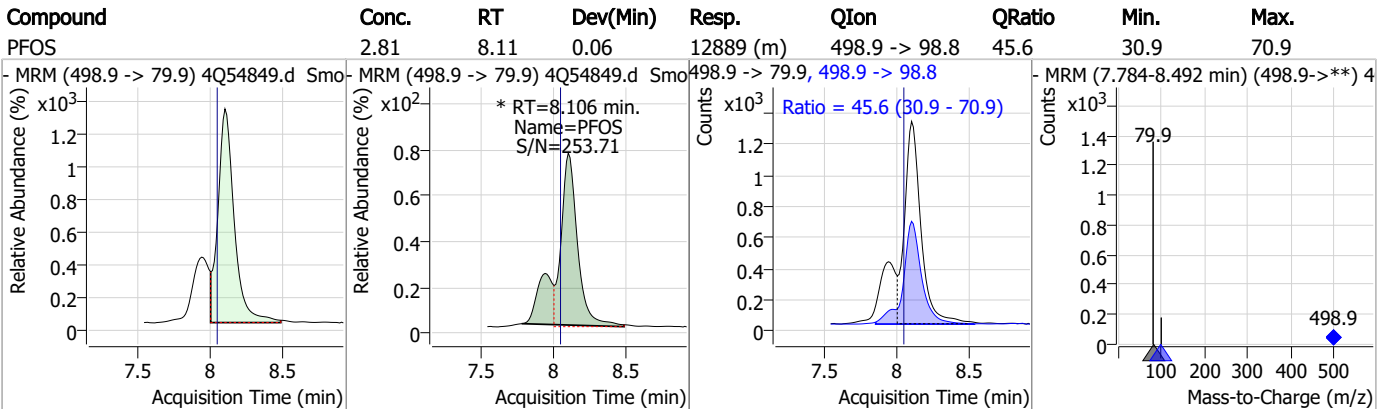 Compound Conc. RT Dev(Min) Resp. QIon QRatio Min. Max.
PFOS 2.81 8.11 0.06 12889 (m) 498.9 -> 98.8 45.6 30.9 70.9
- MRM (498.9 -> 79.9) 4Q54849.d Smo
Relative Abundance (%)
x10³
1.2
1
0.8
0.6
0.4
0.2
0
7.5 8 8.5
Acquisition Time (min)
- MRM (498.9 -> 79.9) 4Q54849.d Smo
Relative Abundance (%)
x10²
* RT=8.106 min.
Name=PFOS
S/N=253.71
0.8
0.6
0.4
0.2
0
7.5 8 8.5
Acquisition Time (min)
498.9 -> 79.9, 498.9 -> 98.8
Counts
x10³
Ratio = 45.6 (30.9 - 70.9)
1.2
1
0.8
0.6
0.4
0.2
0
7.5 8 8.5
Acquisition Time (min)
- MRM (7.784-8.492 min) (498.9->**) 4
Counts
x10³
1.4
79.9
1.2
1
0.8
0.6
0.4
0.2
498.9
0
100 200 300 400 500
Mass-to-Charge (m/z)